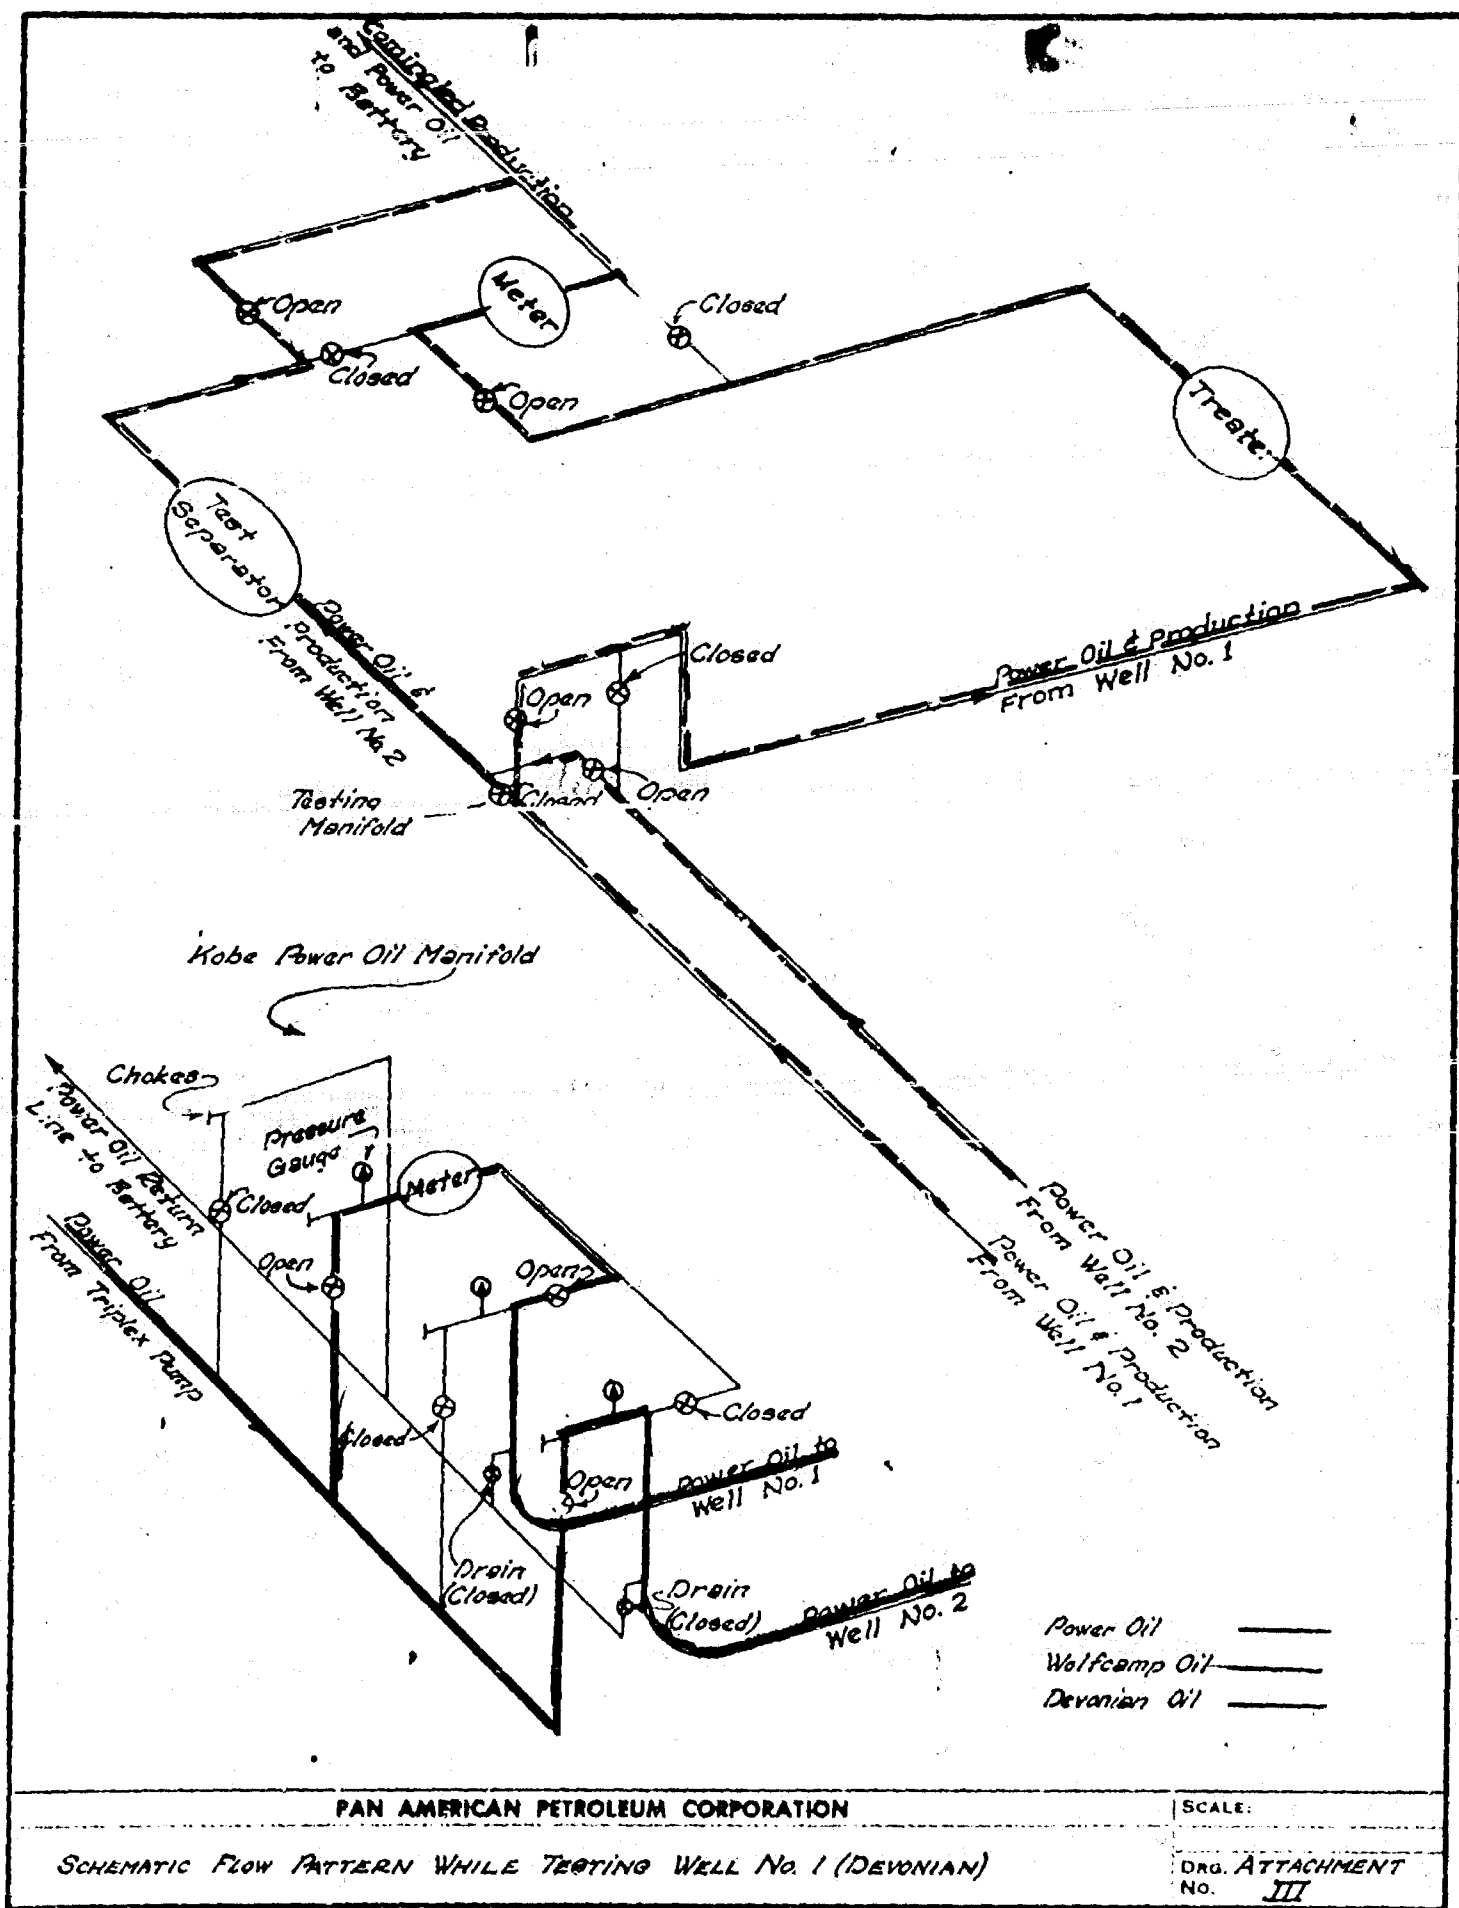 Comingled Production
and Power Oil
to Battery
Open
Meter
Closed
Closed
Open
Treater
Test
Separator
Power Oil &
Production
From Well No. 2
Closed
Open
Power Oil & Production
From Well No. 1
Closed
Open
Testing
Manifold
Kobe Power Oil Manifold
Chokes
Power Oil Return
Line to Battery
Pressure
Gauge
Closed
Meter
Power Oil
From Triplex Pump
Open
Open
Power Oil & Production
From Well No. 2
Power Oil & Production
From Well No. 1
Closed
Closed
Open
Power Oil to
Well No. 1
Drain
(Closed)
Drain
(Closed)
Power Oil to
Well No. 2
Power Oil
Wolfcamp Oil
Devonian Oil
PAN AMERICAN PETROLEUM CORPORATION
SCALE:
SCHEMATIC FLOW PATTERN WHILE TESTING WELL No. 1 (DEVONIAN)
DRG. ATTACHMENT
No. III